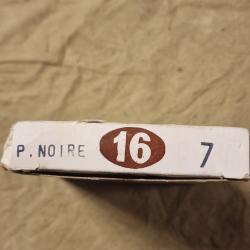 P. NOIRE 16 7